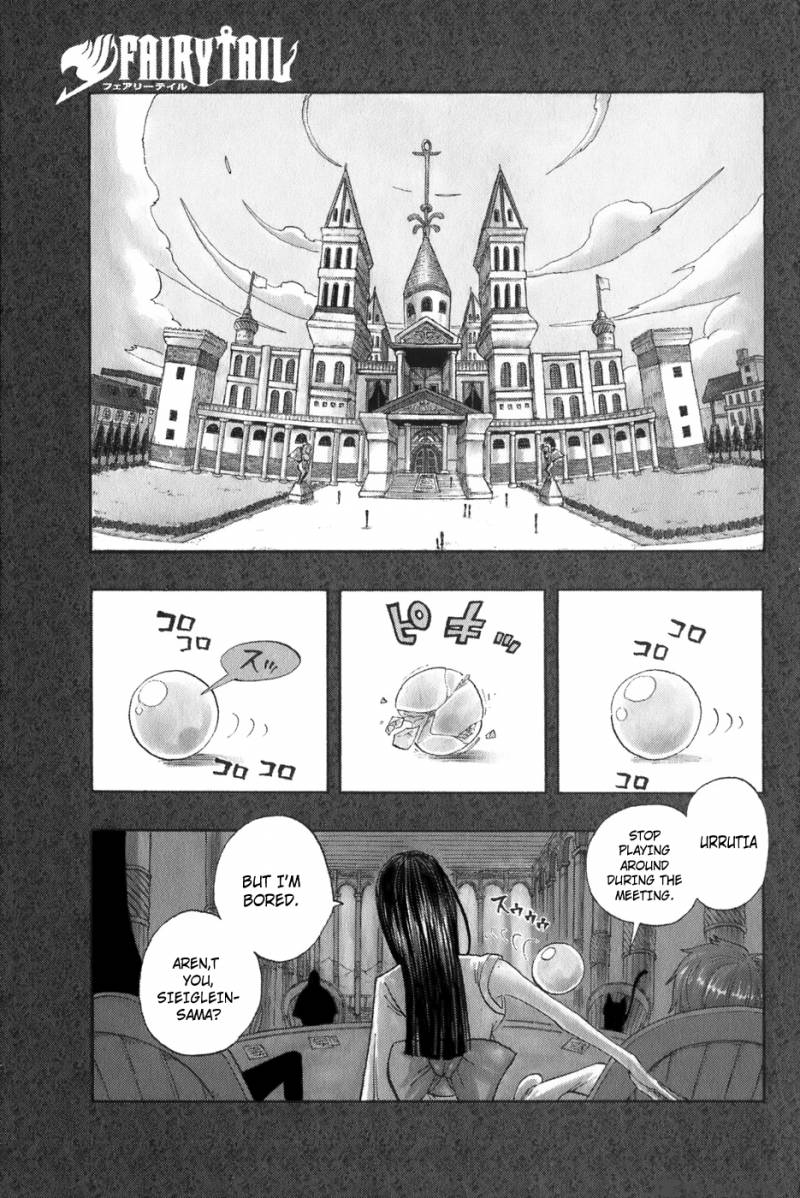 FAIRY TAIL
フェアリーテイル
コロ
コロ
コロ
コロ
ピキ...
コロ
コロ
スッ
コロ コロ
URRUTIA
STOP
PLAYING
AROUND
DURING THE
MEETING.
BUT I'M
BORED.
AREN,T
YOU,
SIEIGLEIN-
SAMA?